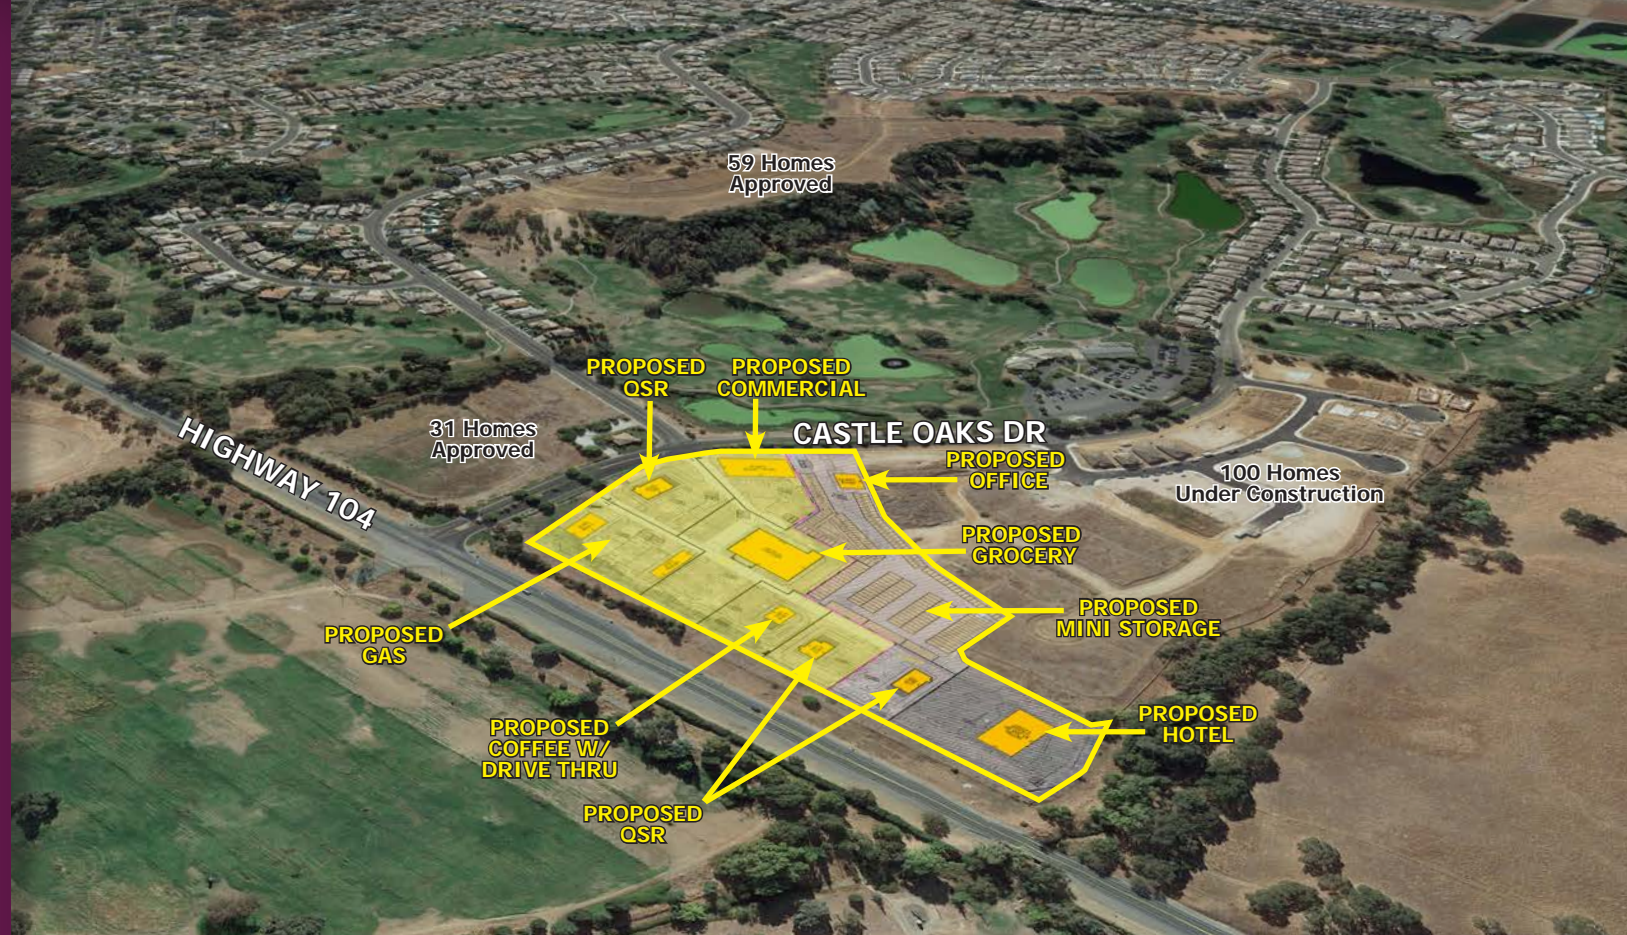 59 Homes
Approved
PROPOSED
QSR
PROPOSED
COMMERCIAL
HIGHWAY 104
31 Homes
Approved
CASTLE OAKS DR
PROPOSED
OFFICE
100 Homes
Under Construction
PROPOSED
GROCERY
PROPOSED
MINI STORAGE
PROPOSED
GAS
PROPOSED
COFFEE W/
DRIVE THRU
PROPOSED
HOTEL
PROPOSED
QSR